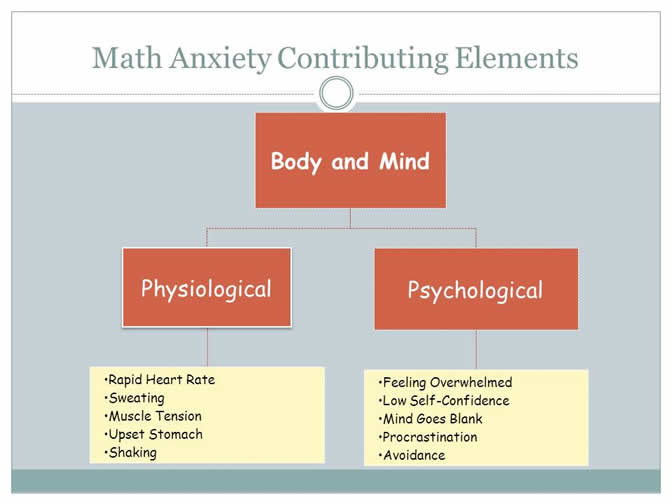 Math Anxiety Contributing Elements
Body and Mind
Physiological
•Rapid Heart Rate
•Sweating
•Muscle Tension
•Upset Stomach
•Shaking
Psychological
•Feeling Overwhelmed
•Low Self-Confidence
•Mind Goes Blank
•Procrastination
•Avoidance